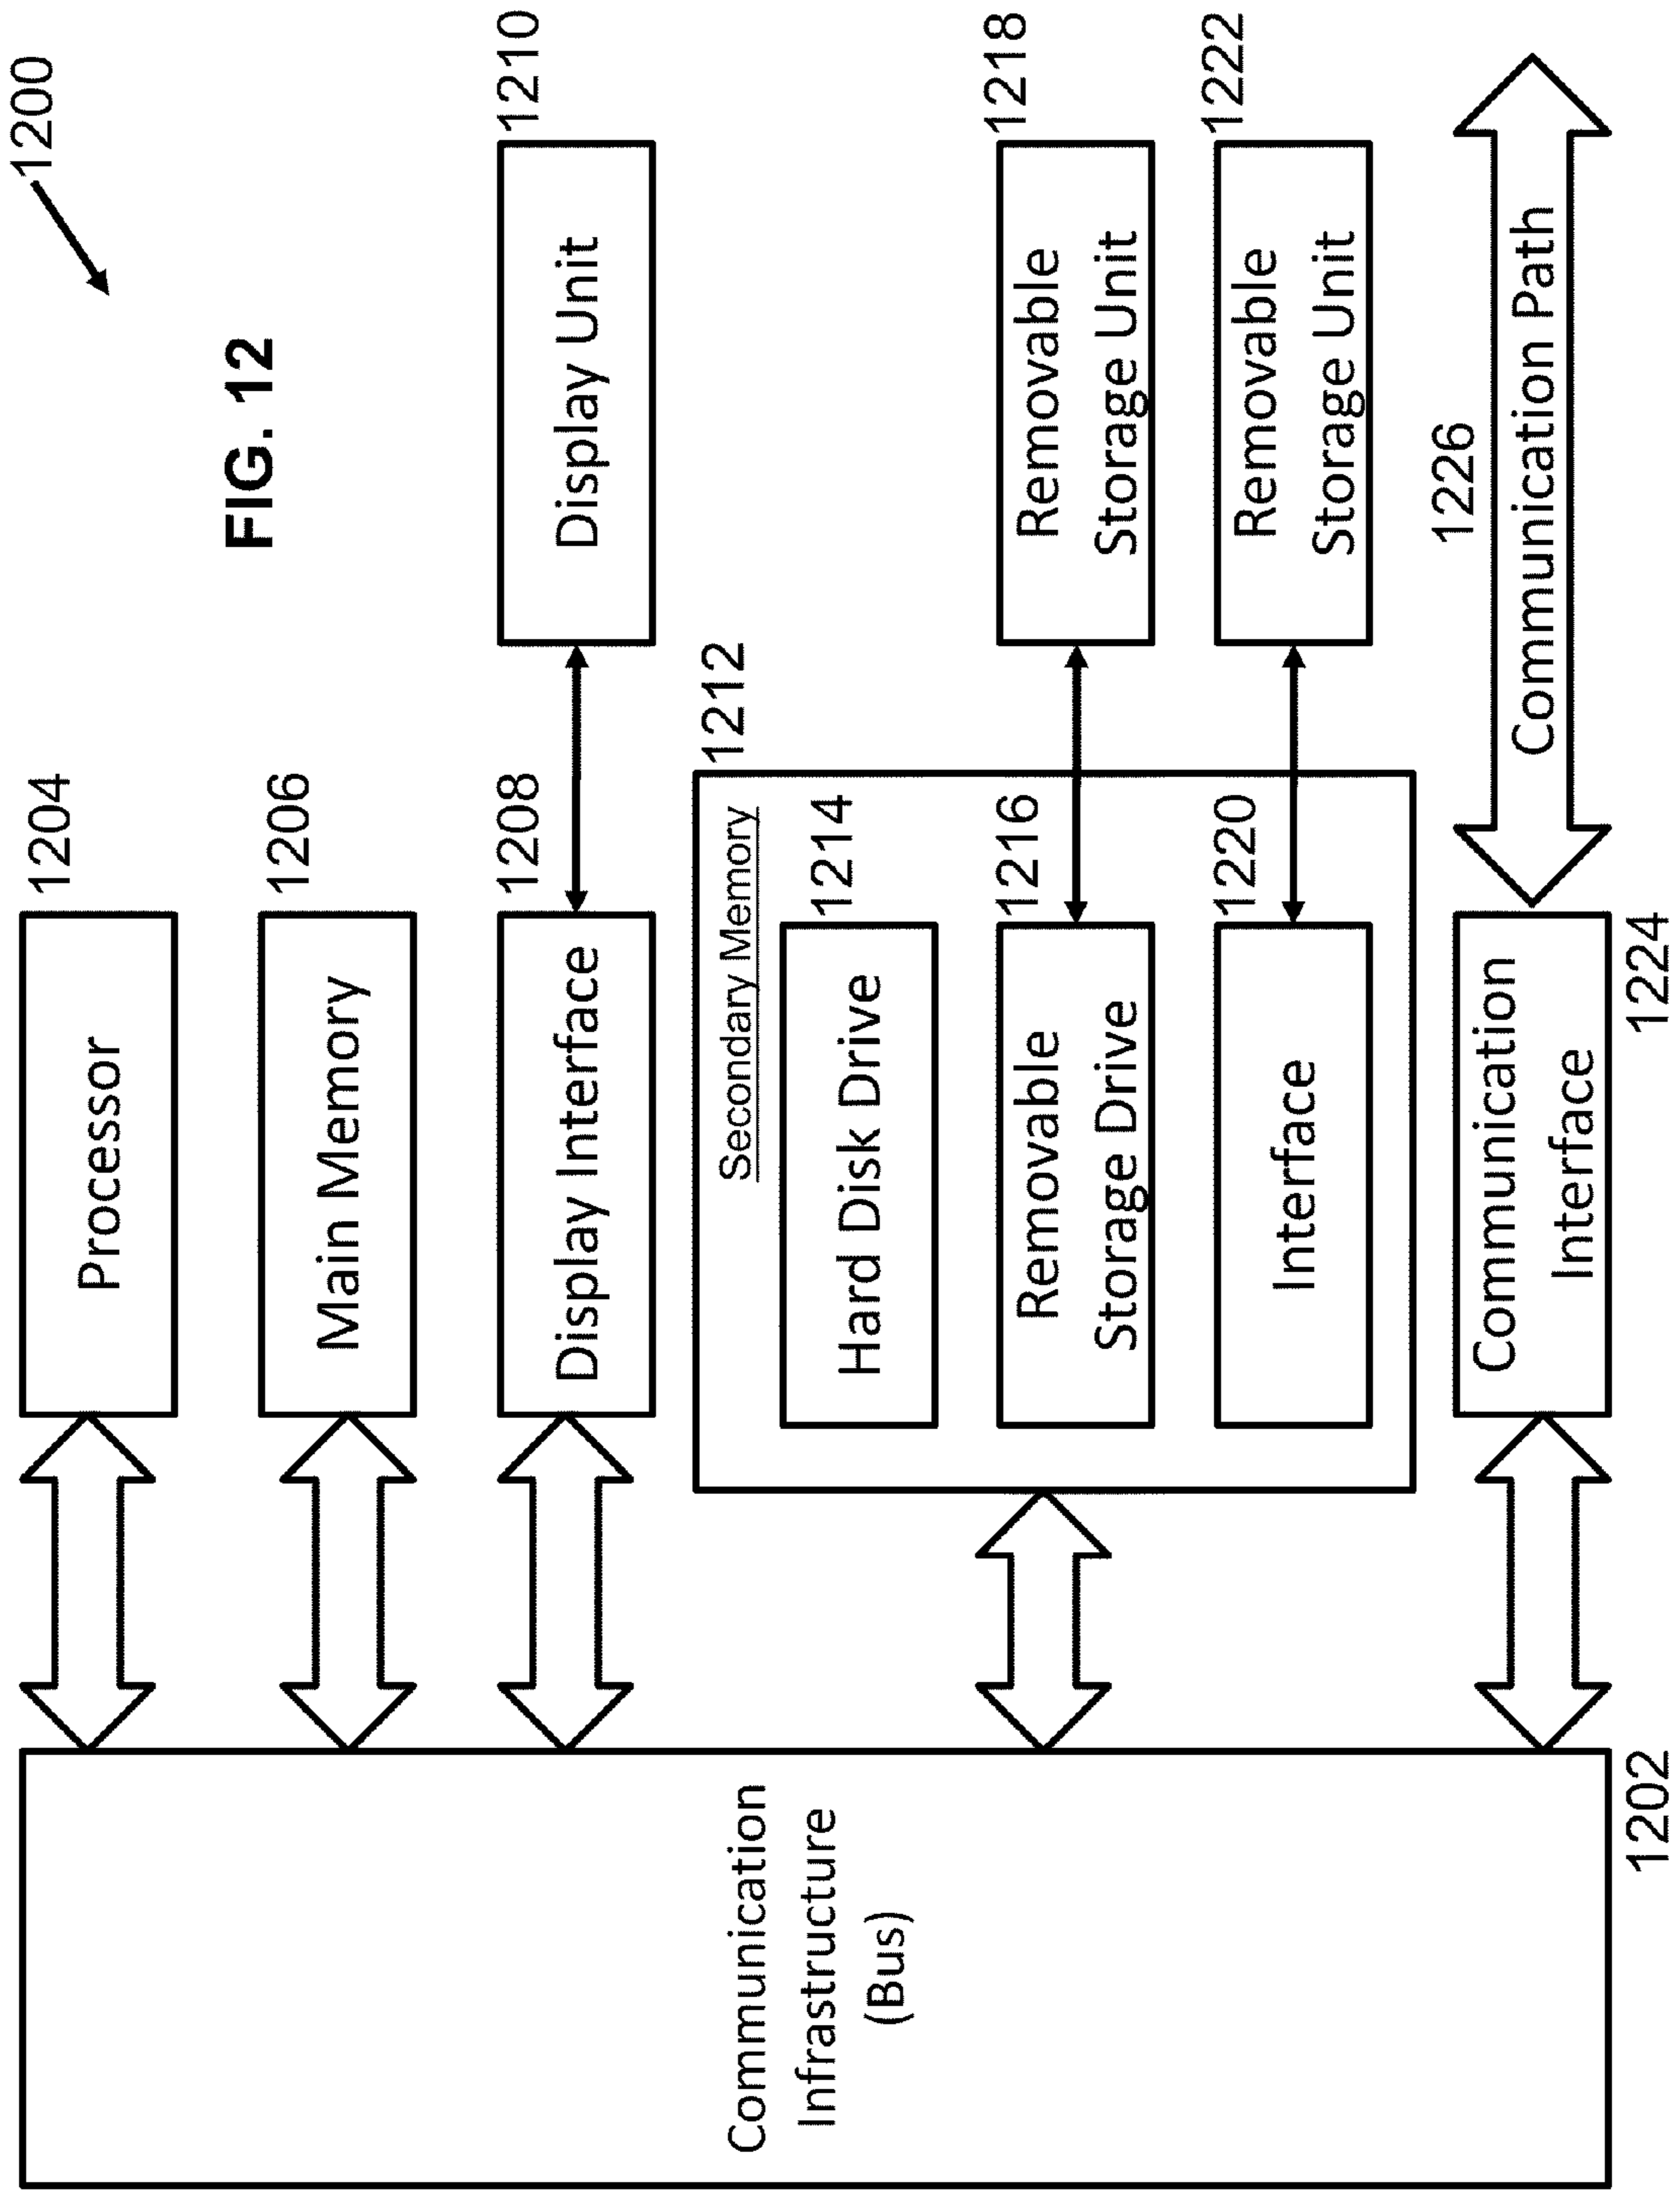 1200
FIG. 12
1204
Processor
1206
Main Memory
1208
Display Interface
1210
Display Unit
1212
Secondary Memory
1214
Hard Disk Drive
1216
Removable
Storage Drive
1218
Removable
Storage Unit
1220
Interface
1222
Removable
Storage Unit
1226
Communication Path
Communication
Interface
1224
Communication
Infrastructure
(Bus)
1202